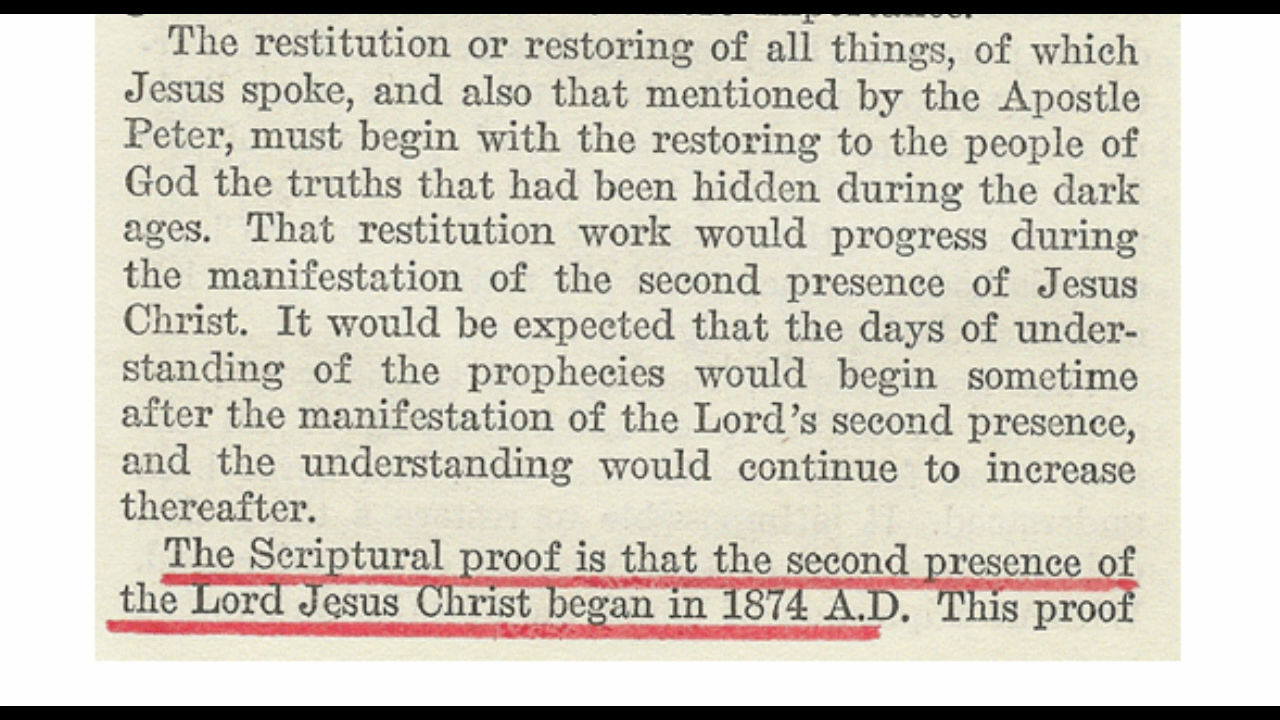 The restitution or restoring of all things, of which
Jesus spoke, and also that mentioned by the Apostle
Peter, must begin with the restoring to the people of
God the truths that had been hidden during the dark
ages. That restitution work would progress during
the manifestation of the second presence of Jesus
Christ. It would be expected that the days of under-
standing of the prophecies would begin sometime
after the manifestation of the Lord's second presence,
and the understanding would continue to increase
thereafter.
The Scriptural proof is that the second presence of
the Lord Jesus Christ began in 1874 A.D. This proof